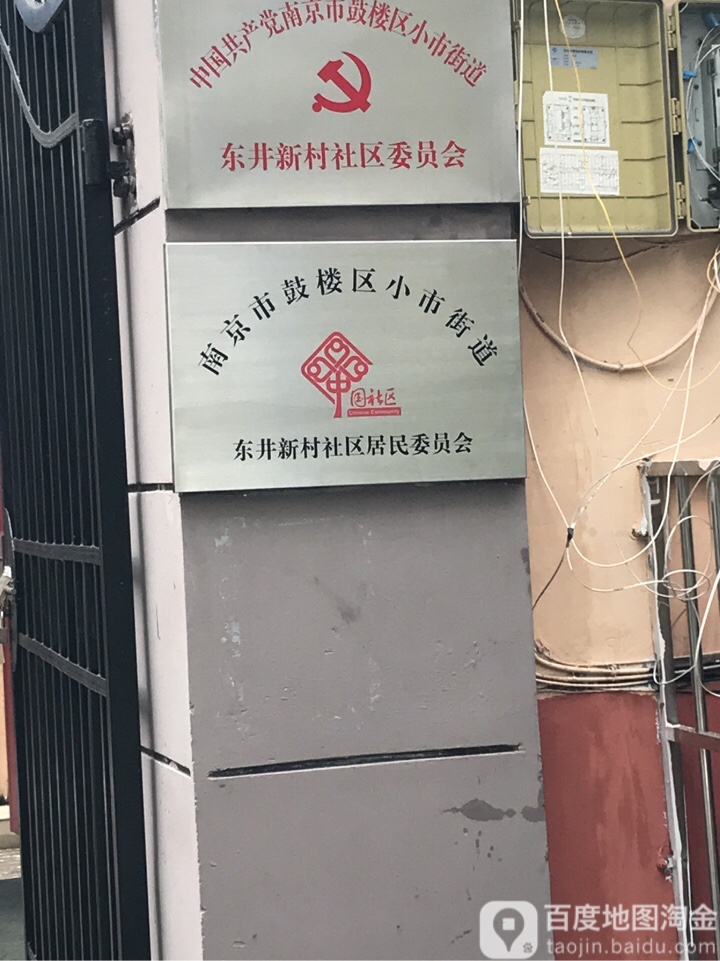 中国共产党南京市鼓楼区小市街道
东井新村社区委员会
南京市鼓楼区小市街道
中国社区
Chinese Community
东井新村社区居民委员会
百度地图淘金
taojin.baidu.com